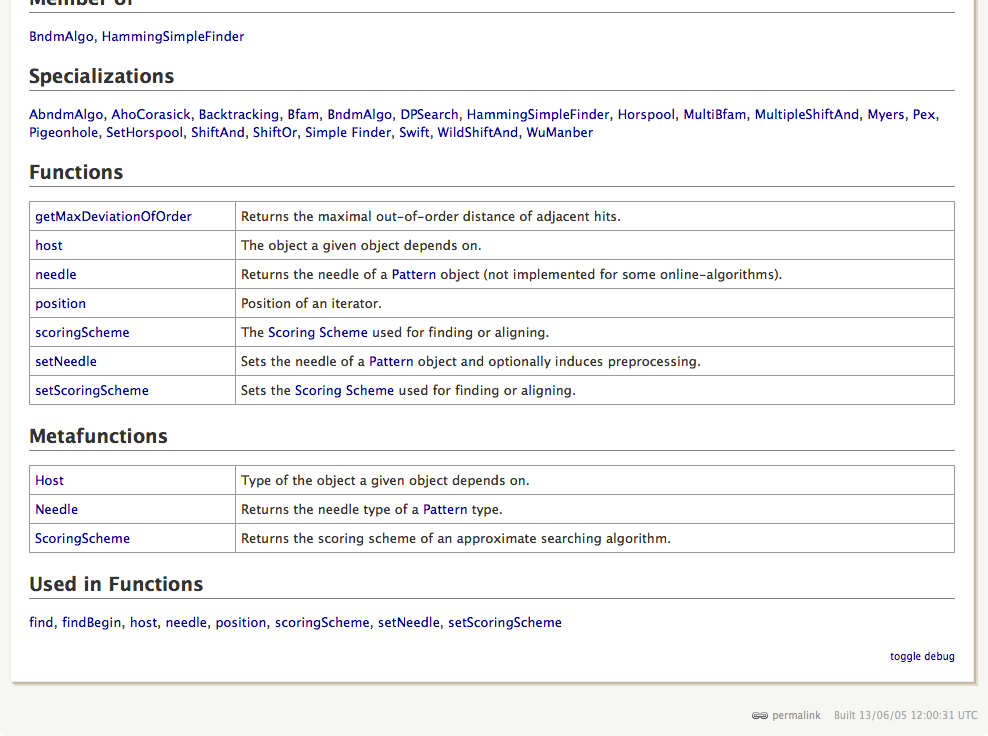 Member of
BndmAlgo, HammingSimpleFinder
Specializations
AbndmAlgo, AhoCorasick, Backtracking, Bfam, BndmAlgo, DPSearch, HammingSimpleFinder, Horspool, MultiBfam, MultipleShiftAnd, Myers, Pex,
Pigeonhole, SetHorspool, ShiftAnd, ShiftOr, Simple Finder, Swift, WildShiftAnd, WuManber
Functions
getMaxDeviationOfOrder Returns the maximal out-of-order distance of adjacent hits.
host The object a given object depends on.
needle Returns the needle of a Pattern object (not implemented for some online-algorithms).
position Position of an iterator.
scoringScheme The Scoring Scheme used for finding or aligning.
setNeedle Sets the needle of a Pattern object and optionally induces preprocessing.
setScoringScheme Sets the Scoring Scheme used for finding or aligning.
Metafunctions
Host Type of the object a given object depends on.
Needle Returns the needle type of a Pattern type.
ScoringScheme Returns the scoring scheme of an approximate searching algorithm.
Used in Functions
find, findBegin, host, needle, position, scoringScheme, setNeedle, setScoringScheme
toggle debug
permalink Built 13/06/05 12:00:31 UTC